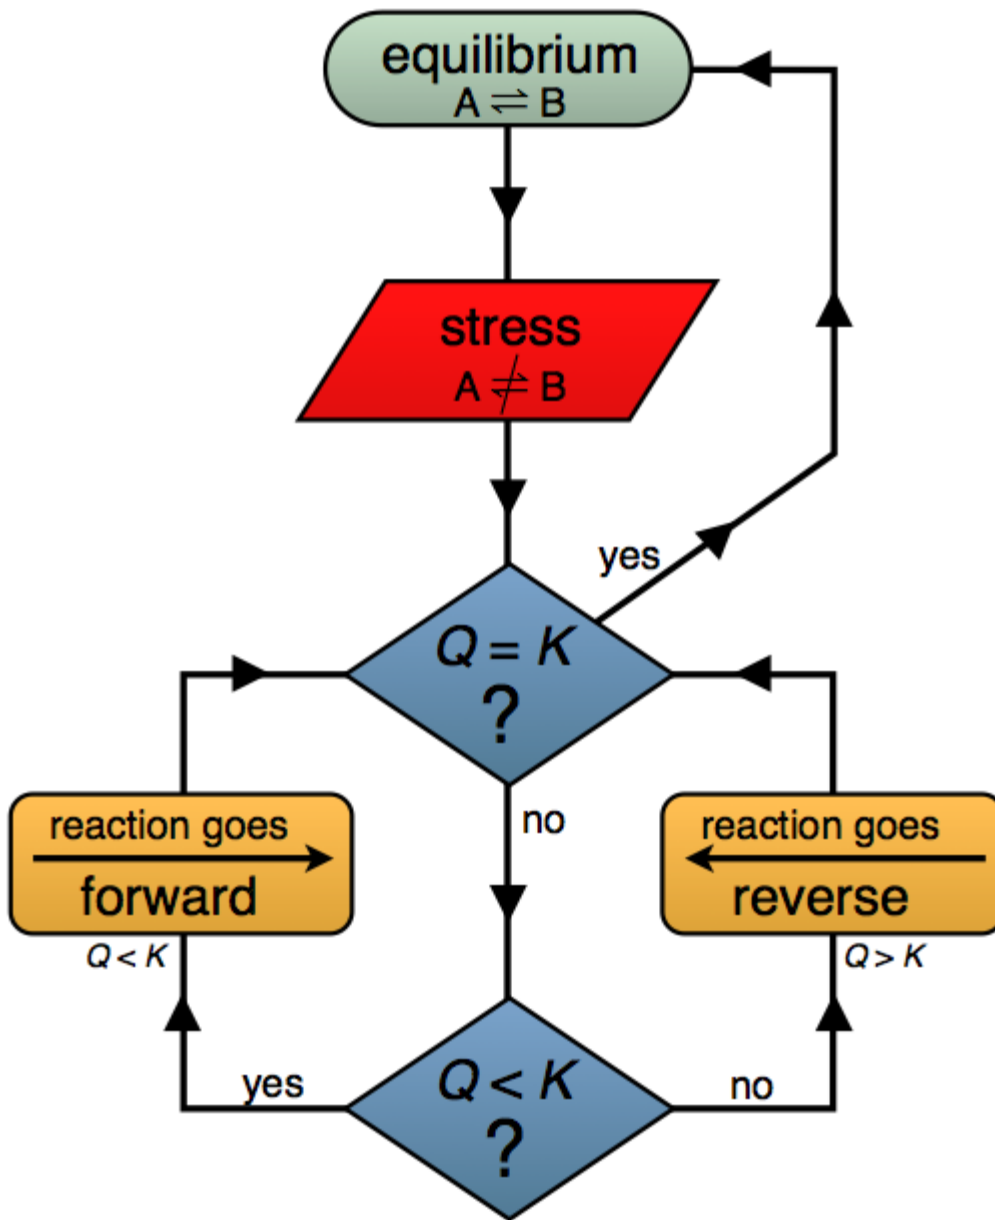 equilibrium
A ⇌ B
stress
A ⇌̸ B
yes
Q = K
?
no
reaction goes
forward
Q < K
reaction goes
reverse
Q > K
yes
Q < K
?
no